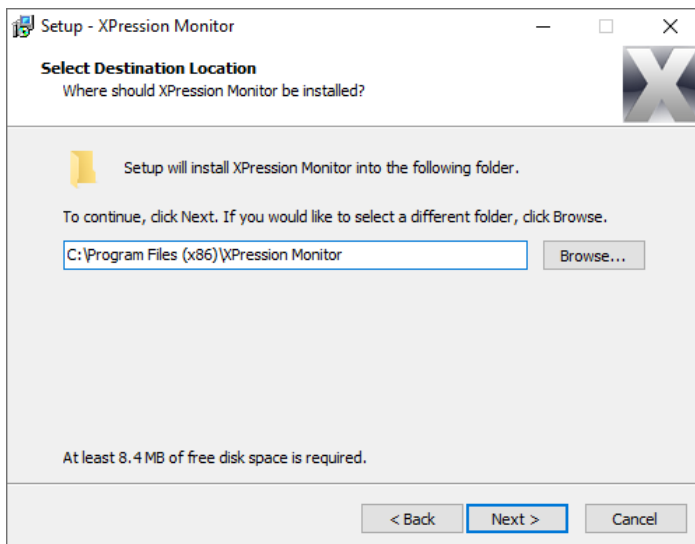 Setup - XPression Monitor
Select Destination Location
Where should XPression Monitor be installed?
X
Setup will install XPression Monitor into the following folder.
To continue, click Next. If you would like to select a different folder, click Browse.
C:\Program Files (x86)\XPression Monitor
Browse...
At least 8.4 MB of free disk space is required.
< Back Next > Cancel